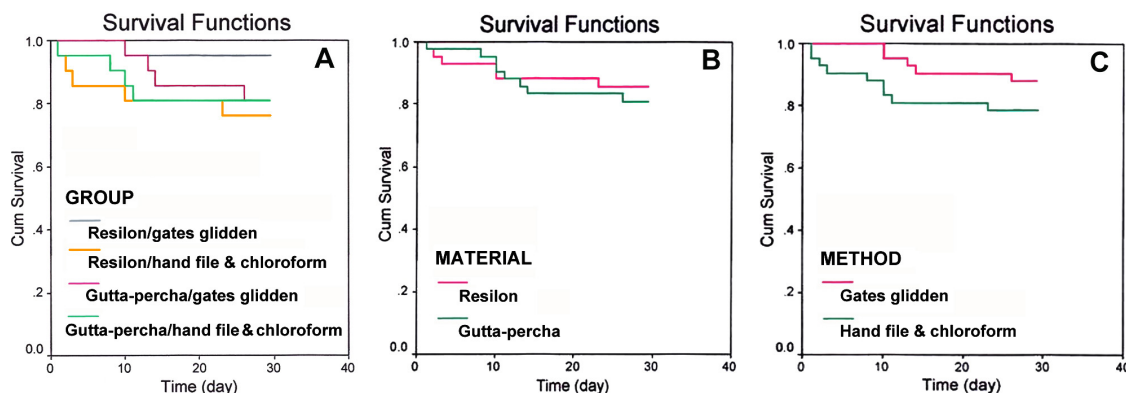 Survival Functions
A
Cum Survival
1.0
.8
.6
.4
.2
0.0
GROUP
Resilon/gates glidden
Resilon/hand file & chloroform
Gutta-percha/gates glidden
Gutta-percha/hand file & chloroform
0 10 20 30 40
Time (day)
Survival Functions
B
Cum Survival
1.0
.8
.6
.4
.2
0.0
MATERIAL
Resilon
Gutta-percha
0 10 20 30 40
Time (day)
Survival Functions
C
Cum Survival
1.0
.8
.6
.4
.2
0.0
METHOD
Gates glidden
Hand file & chloroform
0 10 20 30 40
Time (day)